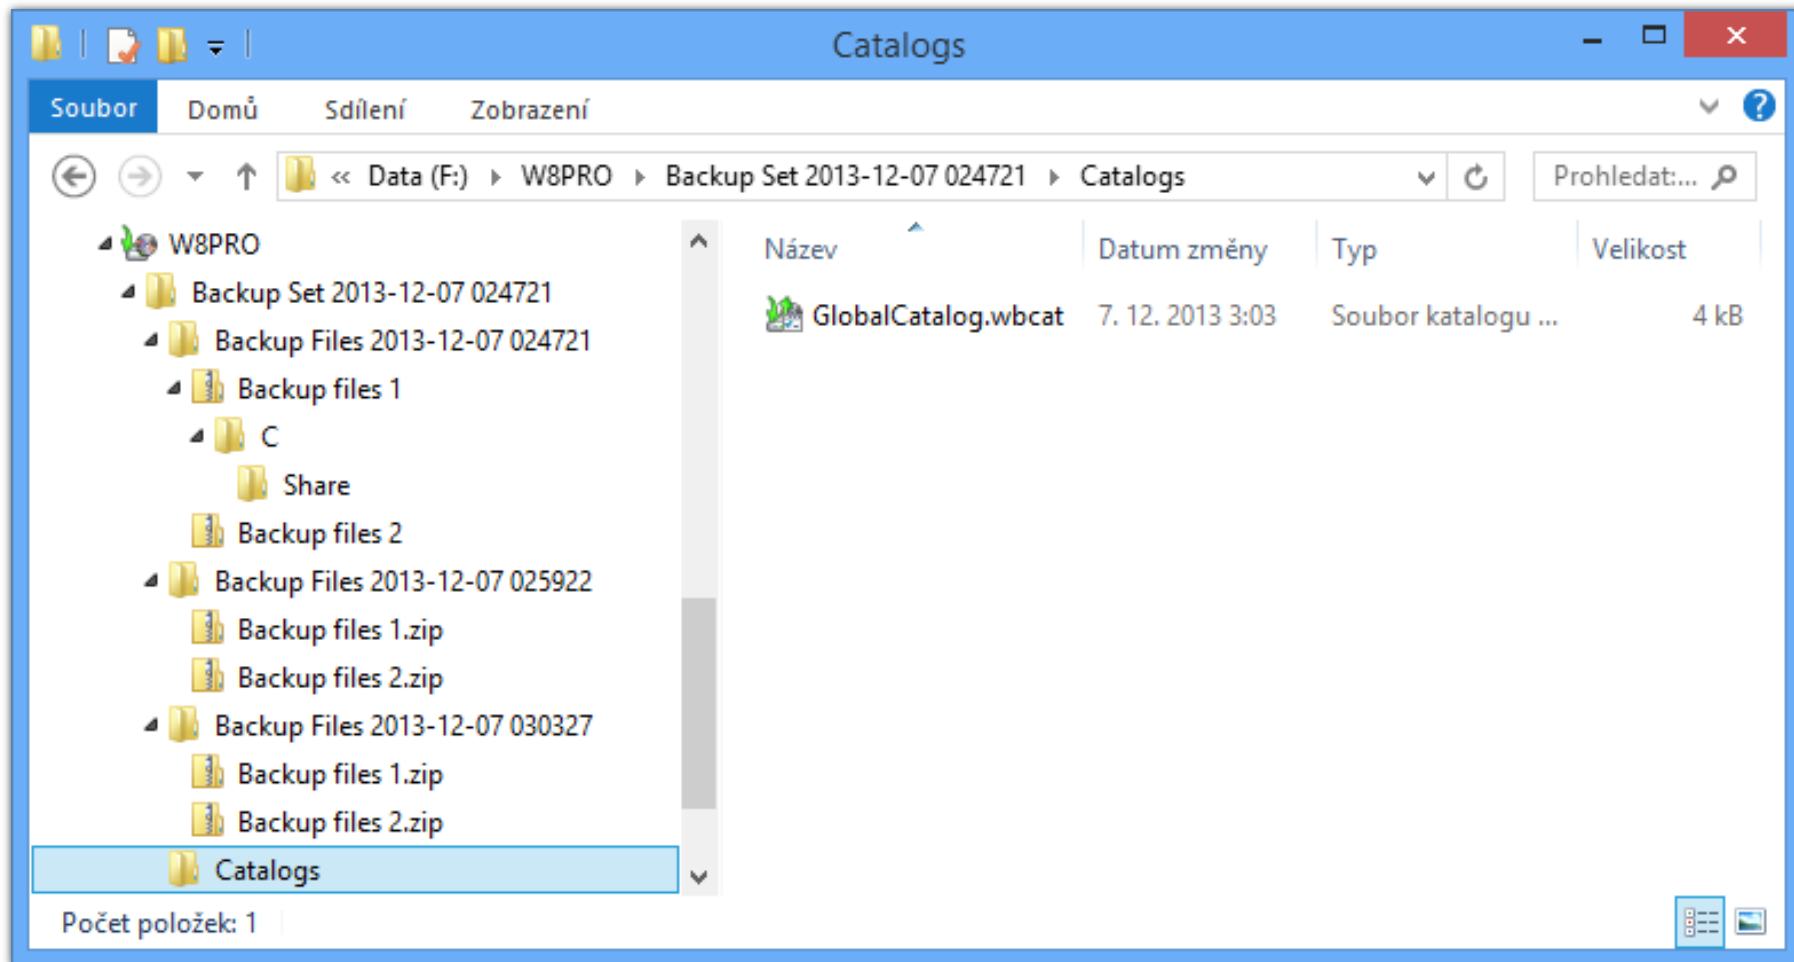 Catalogs
Soubor Domů Sdílení Zobrazení
« Data (F:) W8PRO Backup Set 2013-12-07 024721 Catalogs Prohledat:...
W8PRO
Backup Set 2013-12-07 024721
Backup Files 2013-12-07 024721
Backup files 1
C
Share
Backup files 2
Backup Files 2013-12-07 025922
Backup files 1.zip
Backup files 2.zip
Backup Files 2013-12-07 030327
Backup files 1.zip
Backup files 2.zip
Catalogs
Název Datum změny Typ Velikost
GlobalCatalog.wbcat 7. 12. 2013 3:03 Soubor katalogu ... 4 kB
Počet položek: 1